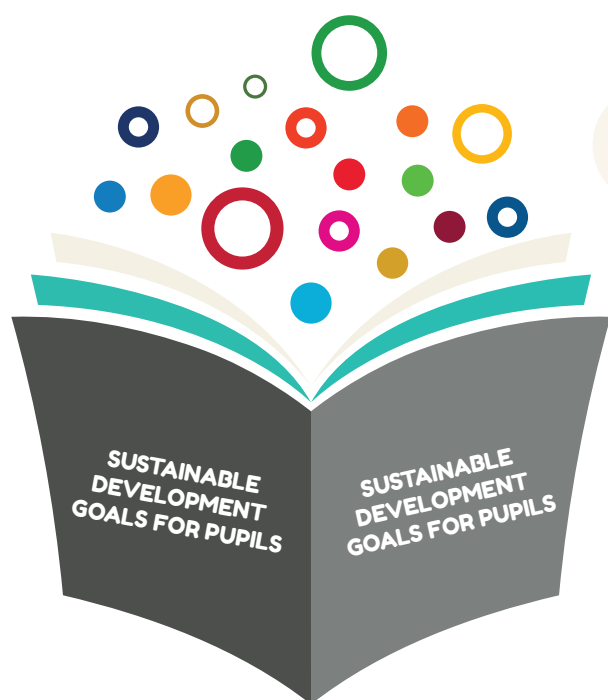 SUSTAINABLE
DEVELOPMENT
GOALS FOR PUPILS
SUSTAINABLE
DEVELOPMENT
GOALS FOR PUPILS